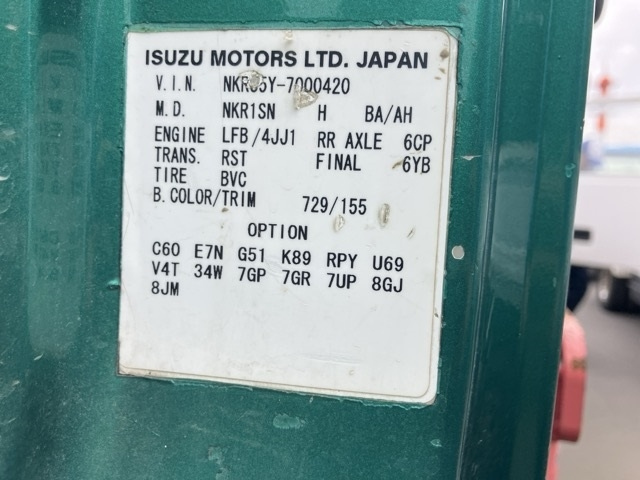 ISUZU MOTORS LTD. JAPAN
V.I.N. NKR85Y-7000420
M.D. NKR1SN H BA/AH
ENGINE LFB/4JJ1 RR AXLE 6CP
TRANS. RST FINAL 6YB
TIRE BVC
B.COLOR/TRIM 729/155
OPTION
C60 E7N G51 K89 RPY U69
V4T 34W 7GP 7GR 7UP 8GJ
8JM